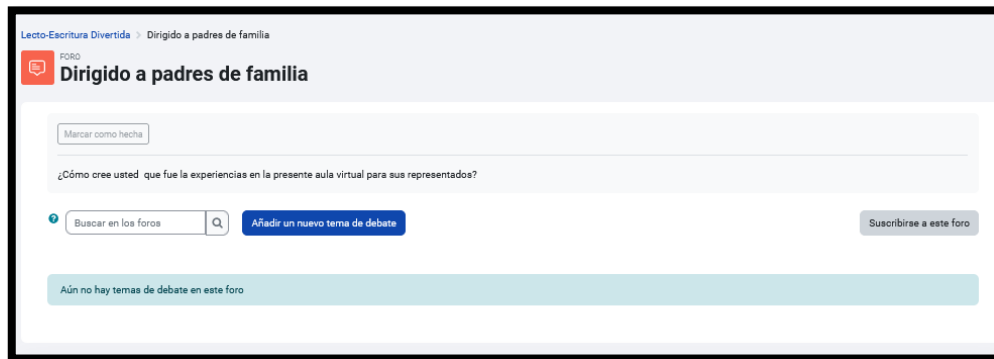 Lecto-Escritura Divertida > Dirigido a padres de familia
FORO
Dirigido a padres de familia
Marcar como hecha
¿Cómo cree usted que fue la experiencias en la presente aula virtual para sus representados?
Buscar en los foros
Añadir un nuevo tema de debate
Suscribirse a este foro
Aún no hay temas de debate en este foro